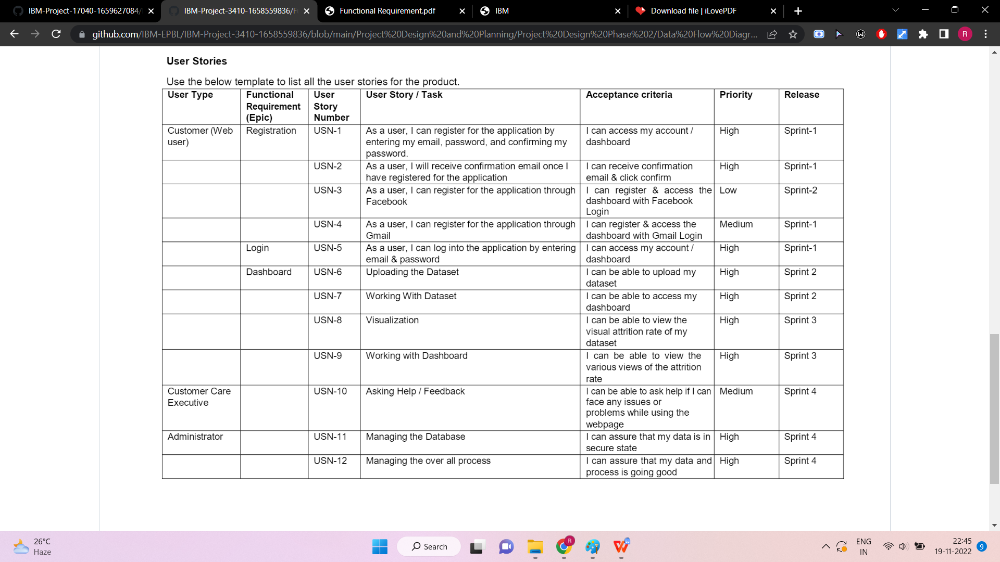 IBM-Project-17040-1659627084/
IBM-Project-3410-1658559836/F
Functional Requirement.pdf
IBM
Download file | iLovePDF
github.com/IBM-EPBL/IBM-Project-3410-1658559836/blob/main/Project%20Design%20and%20Planning/Project%20Design%20Phase%202/Data%20Flow%20Diagr...
R
User Stories
Use the below template to list all the user stories for the product.
User Type
Functional
Requirement
(Epic)
User
Story
Number
User Story / Task
Acceptance criteria
Priority
Release
Customer (Web
user)
Registration
USN-1
As a user, I can register for the application by
entering my email, password, and confirming my
password.
I can access my account /
dashboard
High
Sprint-1
USN-2
As a user, I will receive confirmation email once I
have registered for the application
I can receive confirmation
email & click confirm
High
Sprint-1
USN-3
As a user, I can register for the application through
Facebook
I can register & access the
dashboard with Facebook
Login
Low
Sprint-2
USN-4
As a user, I can register for the application through
Gmail
I can register & access the
dashboard with Gmail Login
Medium
Sprint-1
Login
USN-5
As a user, I can log into the application by entering
email & password
I can access my account /
dashboard
High
Sprint-1
Dashboard
USN-6
Uploading the Dataset
I can be able to upload my
dataset
High
Sprint 2
USN-7
Working With Dataset
I can be able to access my
dashboard
High
Sprint 2
USN-8
Visualization
I can be able to view the
visual attrition rate of my
dataset
High
Sprint 3
USN-9
Working with Dashboard
I can be able to view the
various views of the attrition
rate
High
Sprint 3
Customer Care
Executive
USN-10
Asking Help / Feedback
I can be able to ask help if I can
face any issues or
problems while using the
webpage
Medium
Sprint 4
Administrator
USN-11
Managing the Database
I can assure that my data is in
secure state
High
Sprint 4
USN-12
Managing the over all process
I can assure that my data and
process is going good
High
Sprint 4
26°C
Haze
Search
R
ENG
IN
22:45
19-11-2022
9